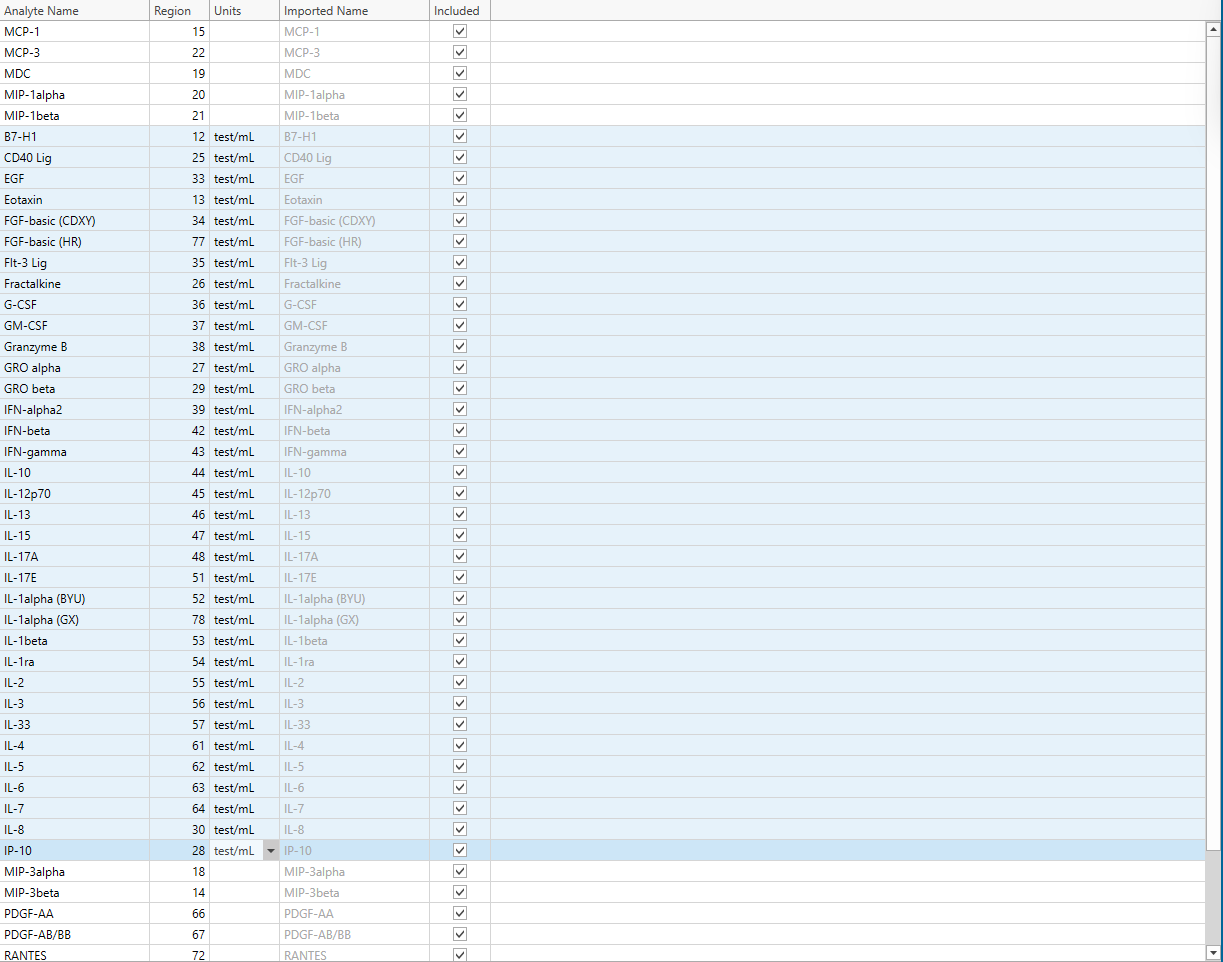 Analyte Name Region Units Imported Name Included
MCP-1 15 MCP-1
MCP-3 22 MCP-3
MDC 19 MDC
MIP-1alpha 20 MIP-1alpha
MIP-1beta 21 MIP-1beta
B7-H1 12 test/mL B7-H1
CD40 Lig 25 test/mL CD40 Lig
EGF 33 test/mL EGF
Eotaxin 13 test/mL Eotaxin
FGF-basic (CDXY) 34 test/mL FGF-basic (CDXY)
FGF-basic (HR) 77 test/mL FGF-basic (HR)
Flt-3 Lig 35 test/mL Flt-3 Lig
Fractalkine 26 test/mL Fractalkine
G-CSF 36 test/mL G-CSF
GM-CSF 37 test/mL GM-CSF
Granzyme B 38 test/mL Granzyme B
GRO alpha 27 test/mL GRO alpha
GRO beta 29 test/mL GRO beta
IFN-alpha2 39 test/mL IFN-alpha2
IFN-beta 42 test/mL IFN-beta
IFN-gamma 43 test/mL IFN-gamma
IL-10 44 test/mL IL-10
IL-12p70 45 test/mL IL-12p70
IL-13 46 test/mL IL-13
IL-15 47 test/mL IL-15
IL-17A 48 test/mL IL-17A
IL-17E 51 test/mL IL-17E
IL-1alpha (BYU) 52 test/mL IL-1alpha (BYU)
IL-1alpha (GX) 78 test/mL IL-1alpha (GX)
IL-1beta 53 test/mL IL-1beta
IL-1ra 54 test/mL IL-1ra
IL-2 55 test/mL IL-2
IL-3 56 test/mL IL-3
IL-33 57 test/mL IL-33
IL-4 61 test/mL IL-4
IL-5 62 test/mL IL-5
IL-6 63 test/mL IL-6
IL-7 64 test/mL IL-7
IL-8 30 test/mL IL-8
IP-10 28 test/mL IP-10
MIP-3alpha 18 MIP-3alpha
MIP-3beta 14 MIP-3beta
PDGF-AA 66 PDGF-AA
PDGF-AB/BB 67 PDGF-AB/BB
RANTES 72 RANTES